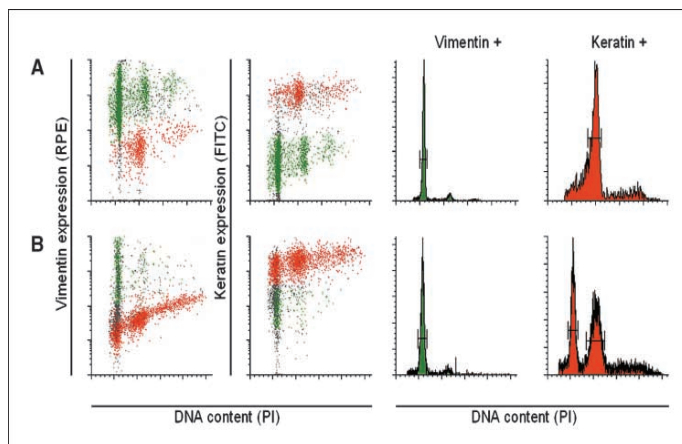 Vimentin +
Keratin +
A
Vimentin expression (RPE)
Keratin expression (FITC)
B
DNA content (PI)
DNA content (PI)